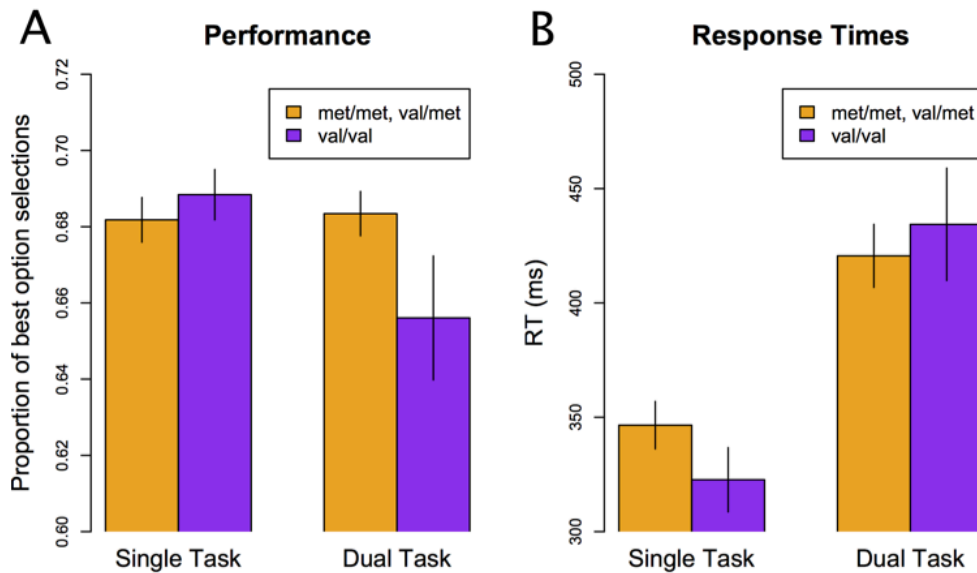 A
Performance
Proportion of best option selections
0.72
0.70
0.68
0.66
0.64
0.62
0.60
met/met, val/met
val/val
Single Task
Dual Task
B
Response Times
RT (ms)
500
450
400
350
300
met/met, val/met
val/val
Single Task
Dual Task